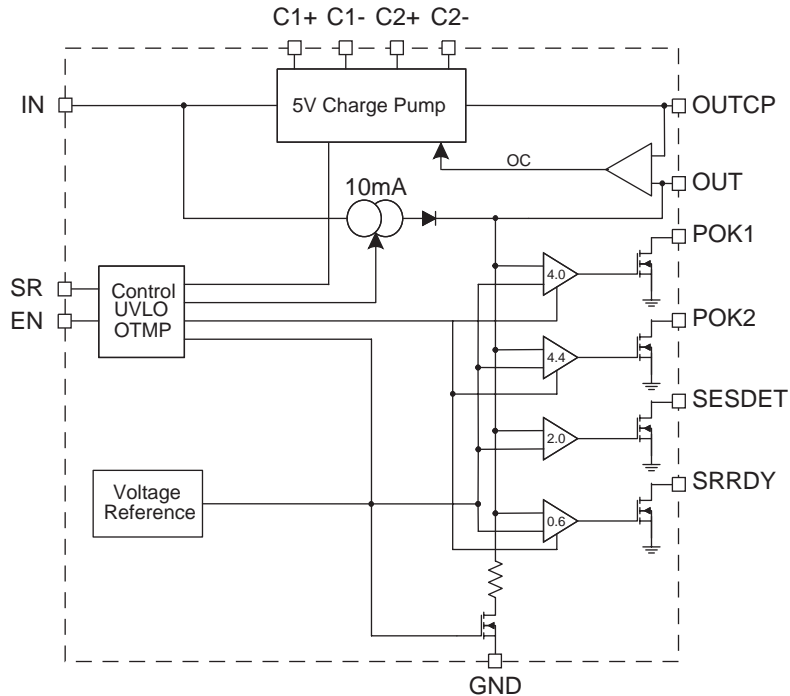 C1+ C1- C2+ C2-
IN
5V Charge Pump
OUTCP
OC
OUT
10mA
POK1
SR
Control
UVLO
OTMP
4.0
EN
POK2
4.4
SESDET
2.0
SRRDY
Voltage
Reference
0.6
GND